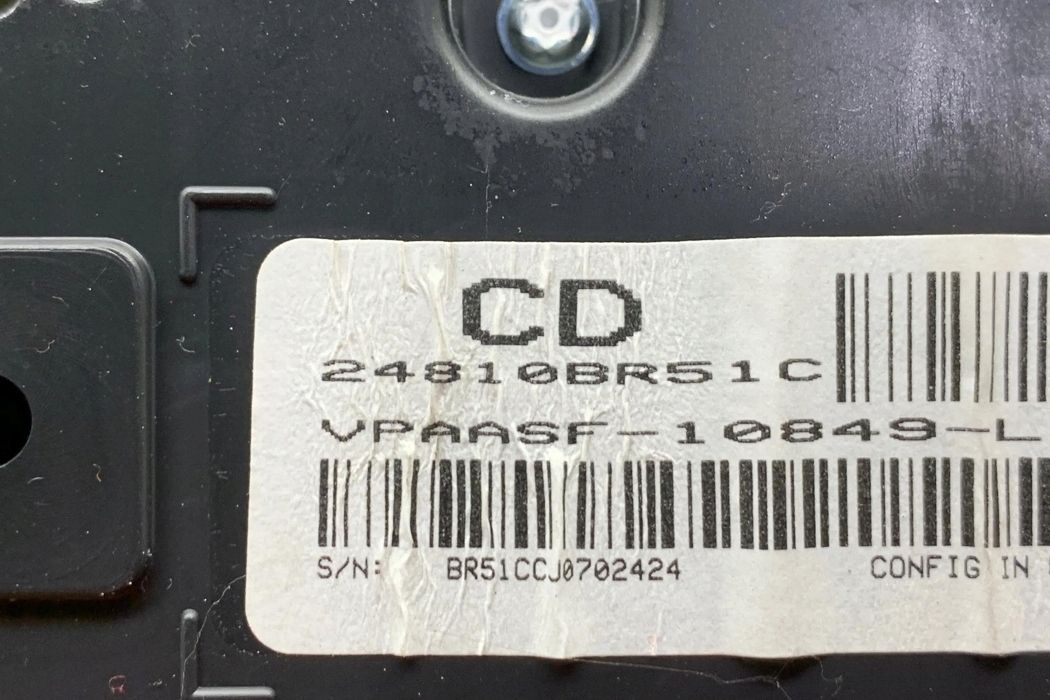 CD
24810BR51C
VPAASF-10849-L
S/N: BR51CCJ0702424
CONFIG IN